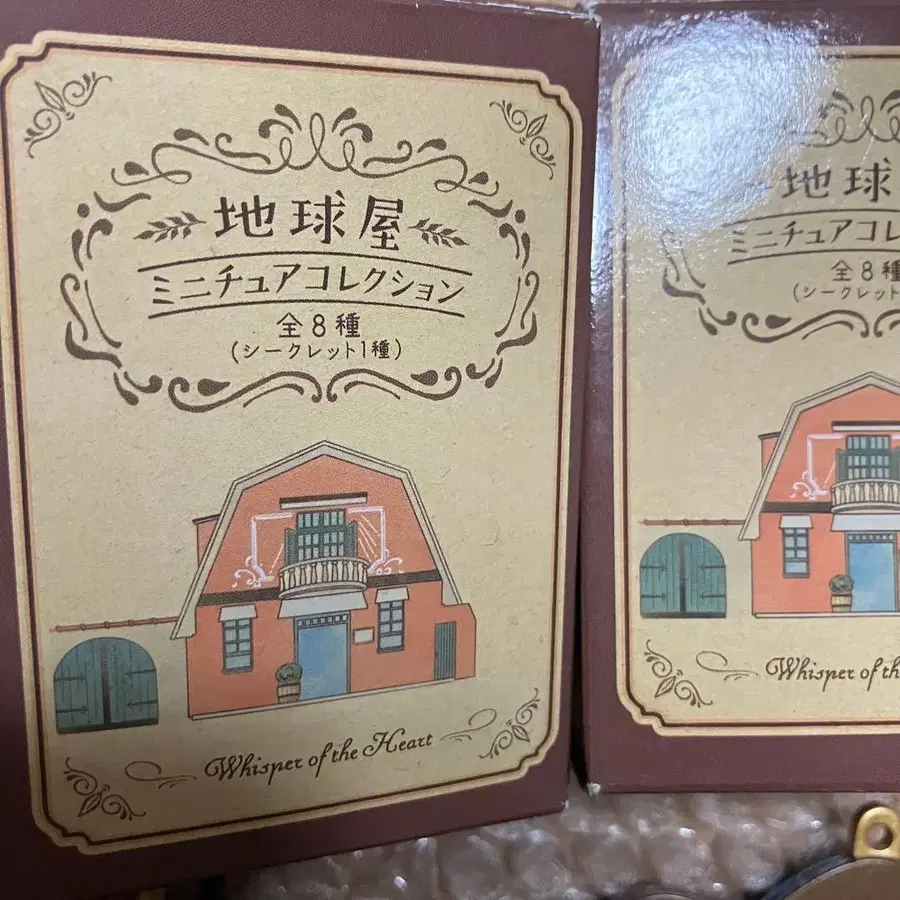 地球屋
ミニチュアコレクション
全8種
(シークレット1種)
Whisper of the Heart
地球
ミニチュアコレ
全8種
(シークレット
Whisper of th